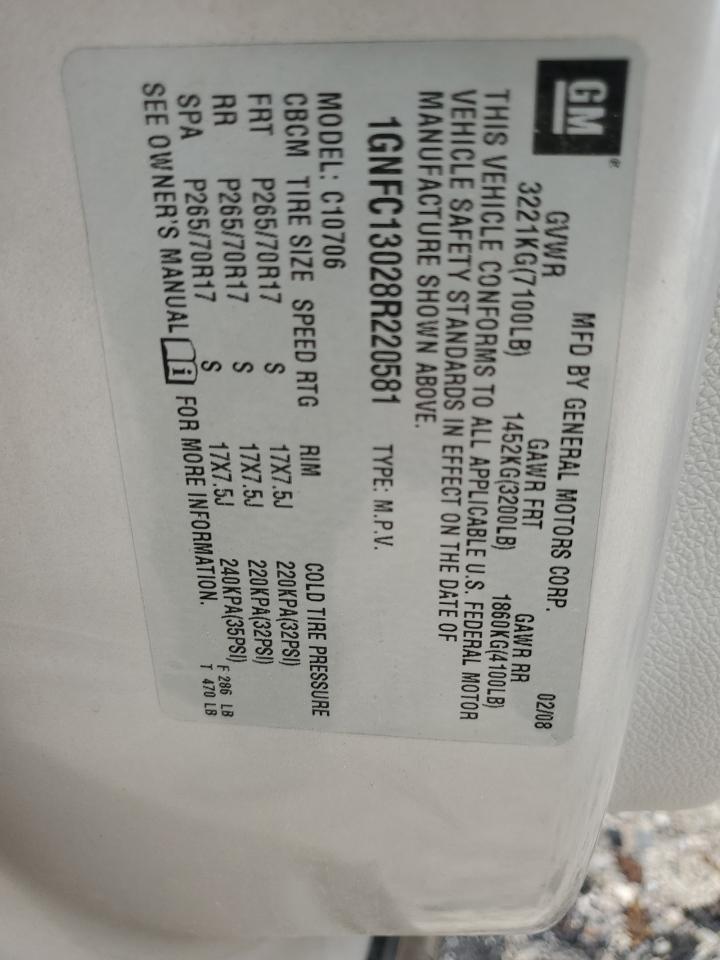 GM®
MFD BY GENERAL MOTORS CORP. 02/08
GVWR GAWR FRT GAWR RR
3221KG(7100LB) 1452KG(3200LB) 1860KG(4100LB)
THIS VEHICLE CONFORMS TO ALL APPLICABLE U.S. FEDERAL MOTOR
VEHICLE SAFETY STANDARDS IN EFFECT ON THE DATE OF
MANUFACTURE SHOWN ABOVE.
1GNFC13028R220581 TYPE: M.P.V.
MODEL: C10706
CBCM TIRE SIZE SPEED RTG RIM COLD TIRE PRESSURE
FRT P265/70R17 S 17X7.5J 220KPA(32PSI)
RR P265/70R17 S 17X7.5J 220KPA(32PSI)
SPA P265/70R17 S 17X7.5J 240KPA(35PSI)
SEE OWNER'S MANUAL i FOR MORE INFORMATION.
F 286 LB
T 470 LB